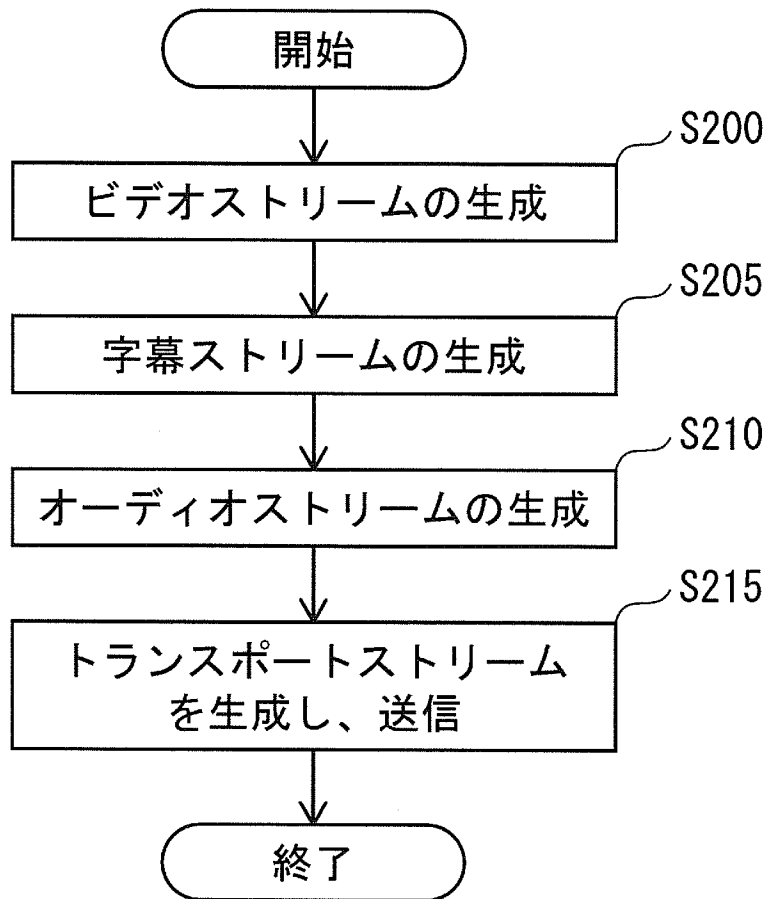 開始
S200
ビデオストリームの生成
S205
字幕ストリームの生成
S210
オーディオストリームの生成
S215
トランスポートストリーム
を生成し、送信
終了